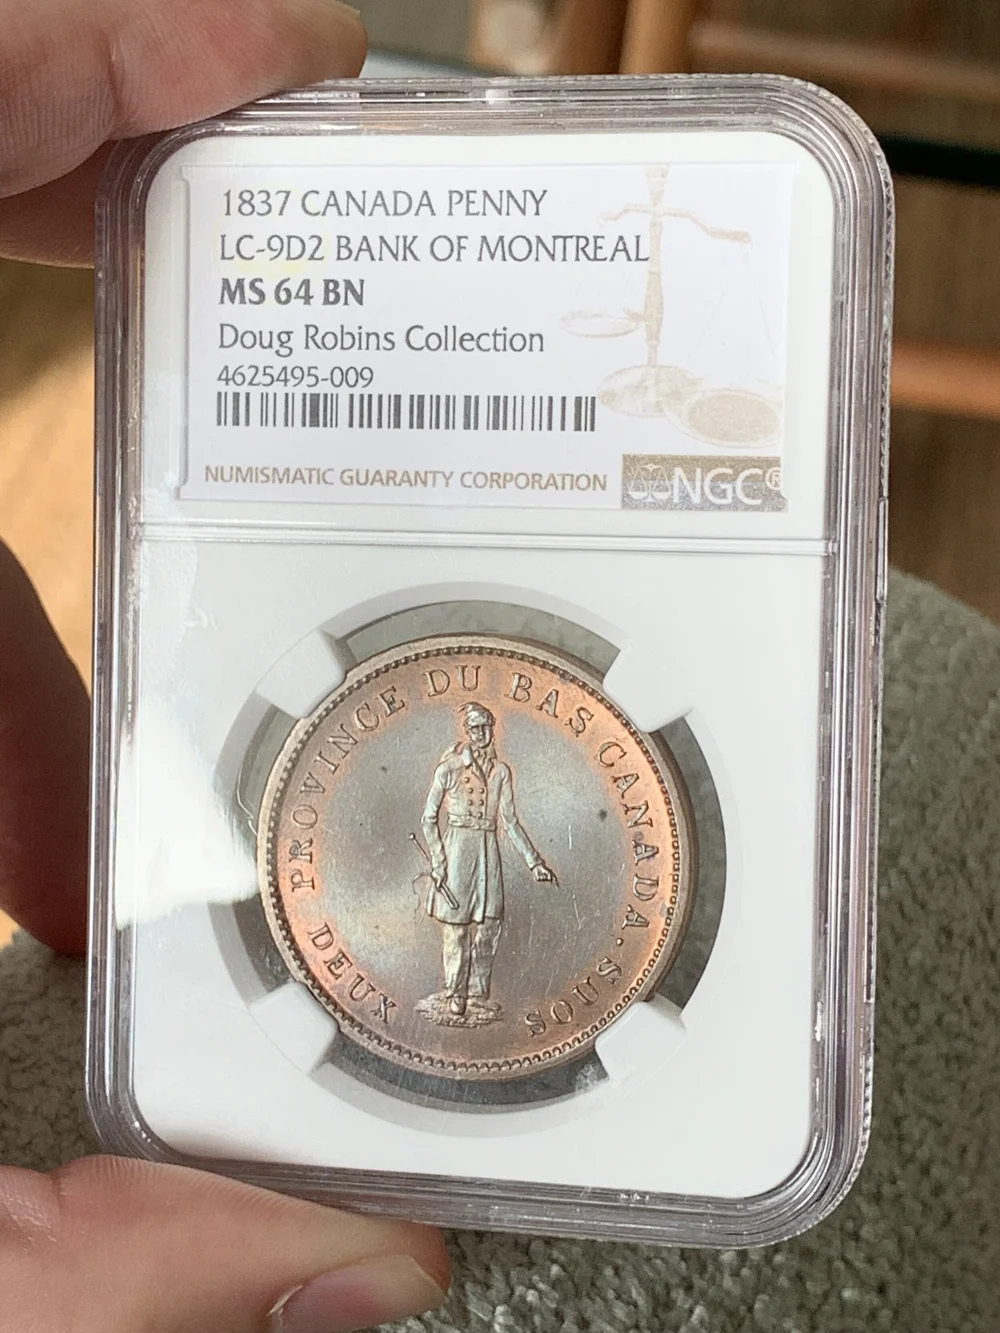 1837 CANADA PENNY
LC-9D2 BANK OF MONTREAL
MS 64 BN
Doug Robins Collection
4625495-009
NUMISMATIC GUARANTY CORPORATION
NGC®
PROVINCE DU BAS CANADA.
DEUX SOUS